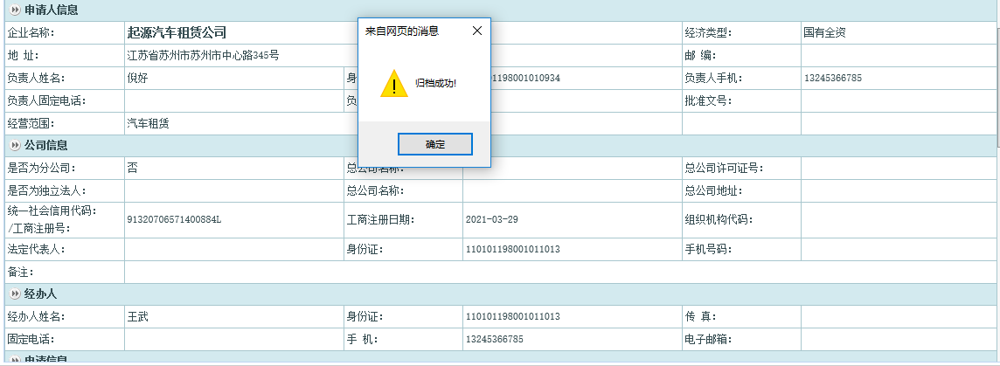 申请人信息
来自网页的消息
归档成功!
确定
企业名称: 起源汽车租赁公司 经济类型: 国有全资
地 址: 江苏省苏州市苏州市中心路345号 邮 编:
负责人姓名: 倪好 身 01198001010934 负责人手机: 13245366785
负责人固定电话: 负 批准文号:
经营范围: 汽车租赁
公司信息
是否为分公司: 否 总公司名称: 总公司许可证号:
是否为独立法人: 总公司名称: 总公司地址:
统一社会信用代码:
/工商注册号: 91320706571400884L 工商注册日期: 2021-03-29 组织机构代码:
法定代表人: 身份证: 110101198001011013 手机号码:
备注:
经办人
经办人姓名: 王武 身份证: 110101198001011013 传 真:
固定电话: 手 机: 13245366785 电子邮箱:
申请信息